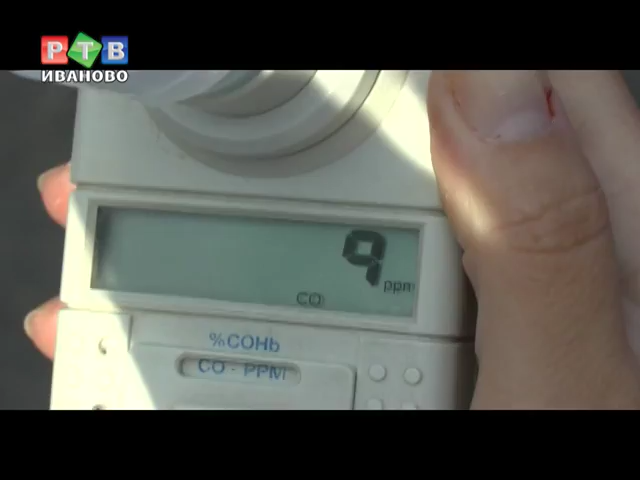 РТВ
ИВАНОВО
9 ppm
CO
%COHb
CO - PPM